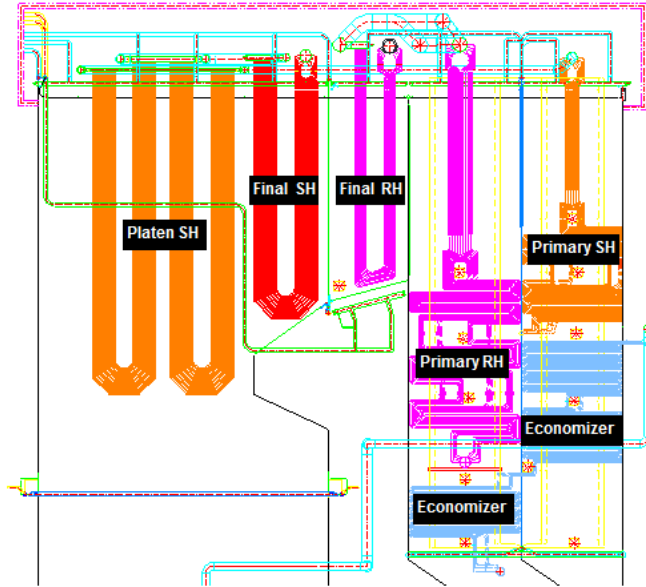 Final SH
Final RH
Platen SH
Primary SH
Primary RH
Economizer
Economizer